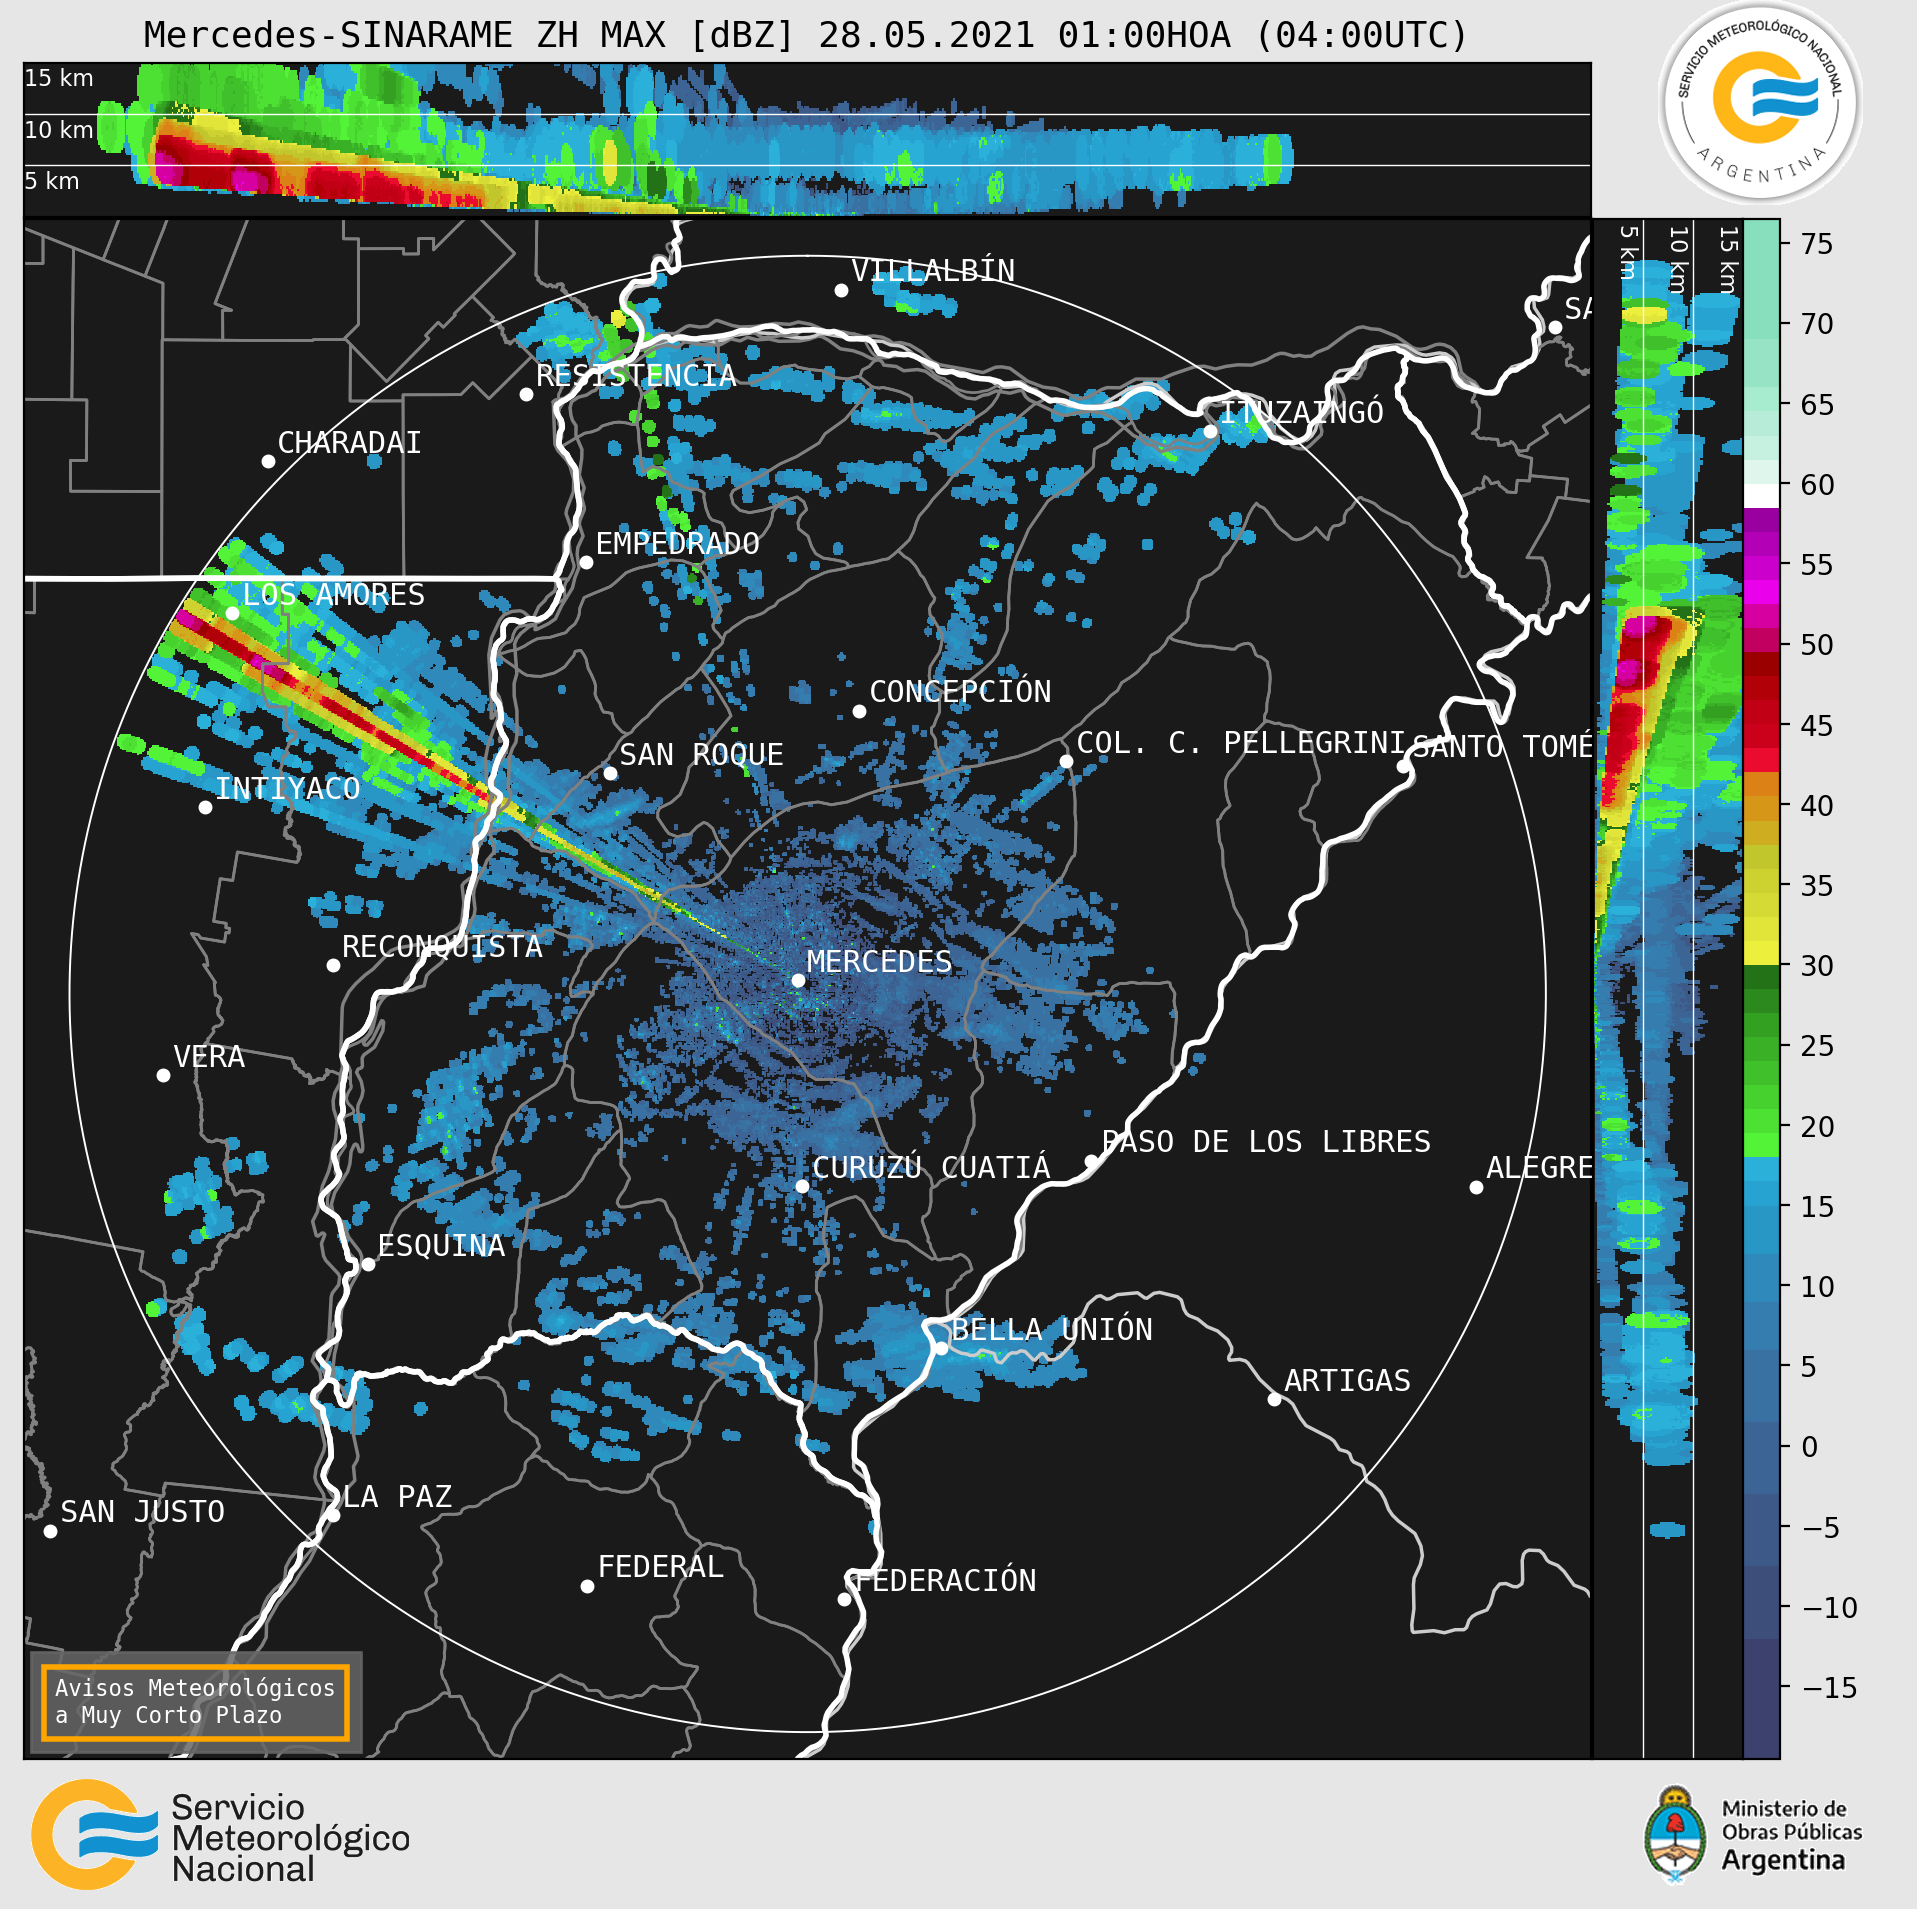 Mercedes-SINARAME ZH MAX [dBZ] 28.05.2021 01:00HOA (04:00UTC)
SERVICIO METEOROLÓGICO NACIONAL
ARGENTINA
15 km
10 km
5 km
5 km
10 km
15 km
VILLALBÍN
SA
RESISTENCIA
ITUZAINGÓ
CHARADAI
EMPEDRADO
LOS AMORES
CONCEPCIÓN
SAN ROQUE
COL. C. PELLEGRINI
SANTO TOMÉ
INTIYACO
RECONQUISTA
MERCEDES
VERA
PASO DE LOS LIBRES
CURUZÚ CUATIÁ
ALEGRE
ESQUINA
BELLA UNIÓN
ARTIGAS
LA PAZ
SAN JUSTO
FEDERAL
FEDERACIÓN
75
70
65
60
55
50
45
40
35
30
25
20
15
10
5
0
−5
−10
−15
Avisos Meteorológicos
a Muy Corto Plazo
Servicio
Meteorológico
Nacional
Ministerio de
Obras Públicas
Argentina